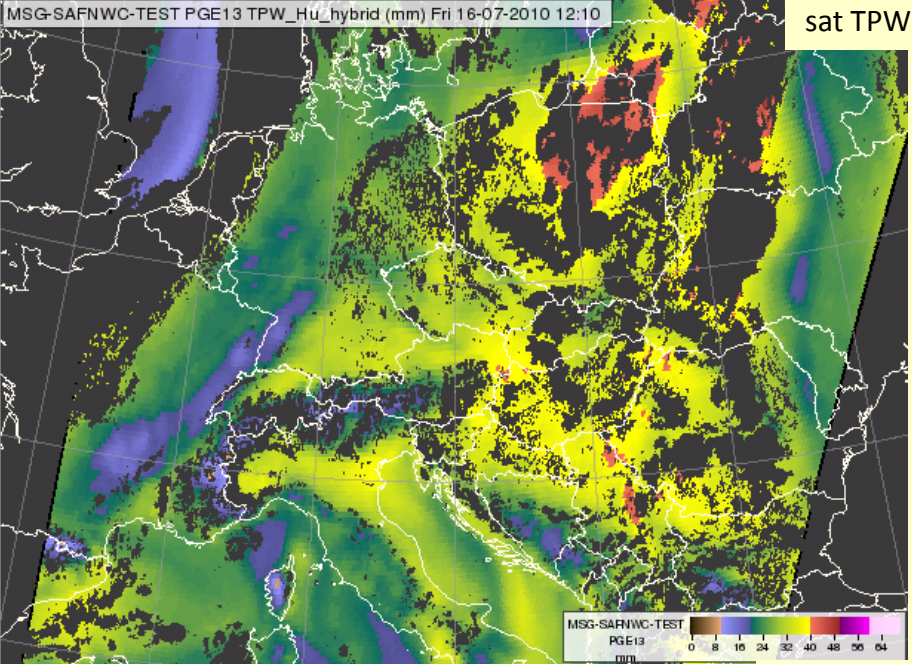 MSG-SAFNWC-TEST PGE13 TPW_Hu_hybrid (mm) Fri 16-07-2010 12:10
sat TPW
MSG-SAFNWC-TEST
PGE13
mm
0 8 16 24 32 40 48 56 64